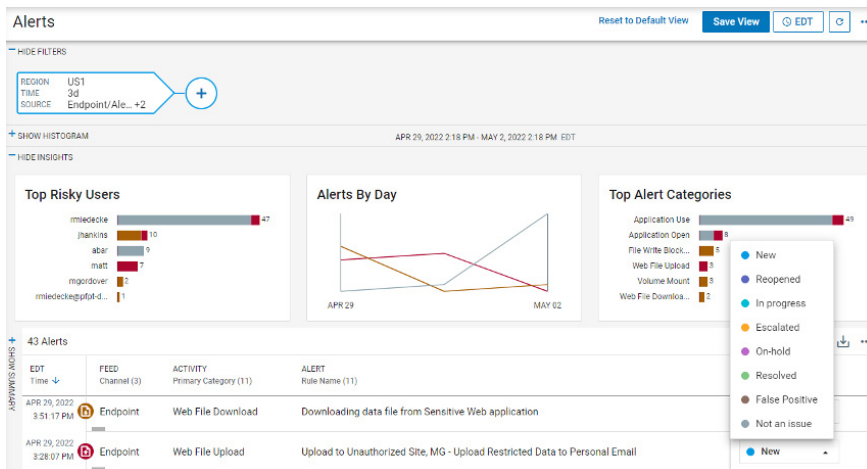 Alerts
Reset to Default View
Save View
EDT
HIDE FILTERS
REGION US1
TIME 3d
SOURCE Endpoint/Ale... +2
SHOW HISTOGRAM
APR 29, 2022 2:18 PM - MAY 2, 2022 2:18 PM EDT
HIDE INSIGHTS
Top Risky Users
rmiedecke 47
jhankins 10
abar 9
matt 7
mgordover 2
rmiedecke@pfpt-d... 1
Alerts By Day
APR 29
MAY 02
Top Alert Categories
Application Use 49
Application Open 8
File Write Block... 5
Web File Upload 3
Volume Mount 3
Web File Downloa... 2
New
Reopened
In progress
Escalated
On-hold
Resolved
False Positive
Not an issue
SHOW SUMMARY
43 Alerts
EDT FEED ACTIVITY ALERT
Time Channel (3) Primary Category (11) Rule Name (11)
APR 29, 2022
3:51:17 PM Endpoint Web File Download Downloading data file from Sensitive Web application
APR 29, 2022
3:28:07 PM Endpoint Web File Upload Upload to Unauthorized Site, MG - Upload Restricted Data to Personal Email New